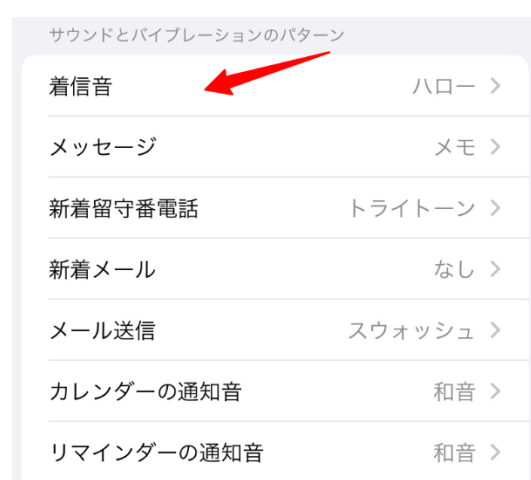 サウンドとバイブレーションのパターン
着信音 ハロー
メッセージ メモ
新着留守番電話 トライトーン
新着メール なし
メール送信 スウォッシュ
カレンダーの通知音 和音
リマインダーの通知音 和音